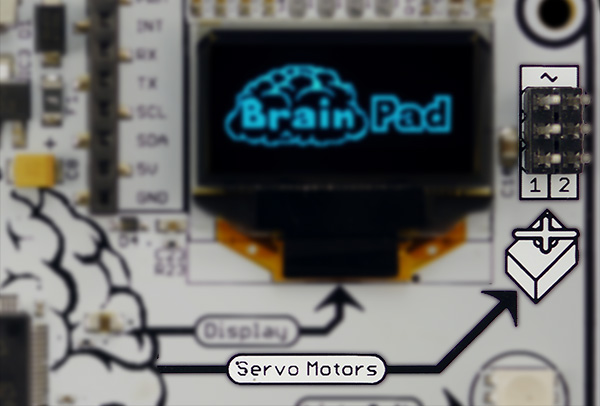 INT
RX
TX
SCL
SDA
5V
GND
Brain Pad
~
1 2
Display
Servo Motors